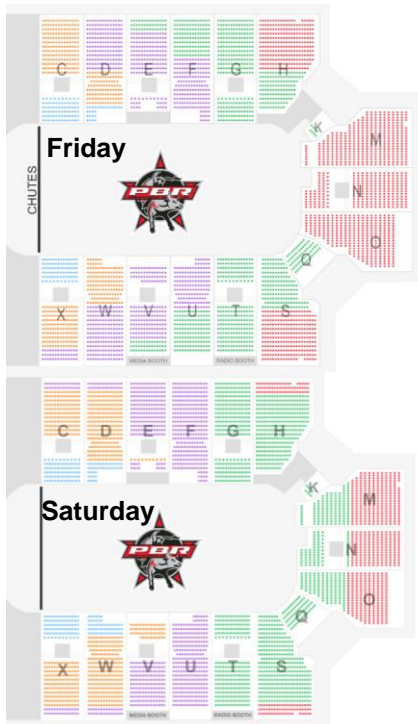 C D E F G H
Friday
K
M
CHUTES
PBR
N
O
Q
X W V U T S
MEDIA BOOTH RADIO BOOTH
C D E F G H
K
M
Saturday
PBR
N
O
Q
X W V U T S
MEDIA BOOTH RADIO BOOTH